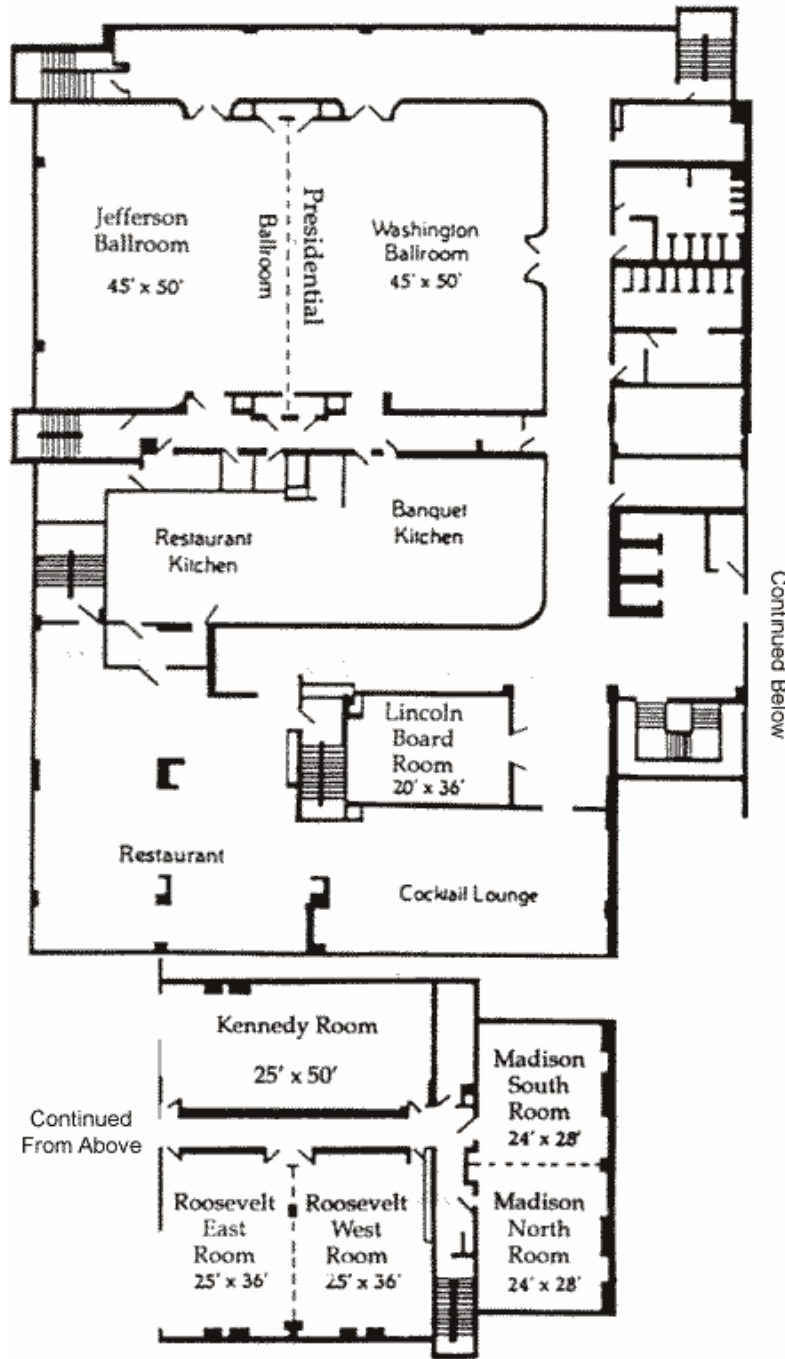 Jefferson
Ballroom
45' x 50'
Presidential
Ballroom
Washington
Ballroom
45' x 50'
Restaurant
Kitchen
Banquet
Kitchen
Continued Below
Lincoln
Board
Room
20' x 36'
Restaurant
Cocktail Lounge
Kennedy Room
25' x 50'
Madison
South
Room
24' x 28'
Continued
From Above
Roosevelt
East
Room
25' x 36'
Roosevelt
West
Room
25' x 36'
Madison
North
Room
24' x 28'